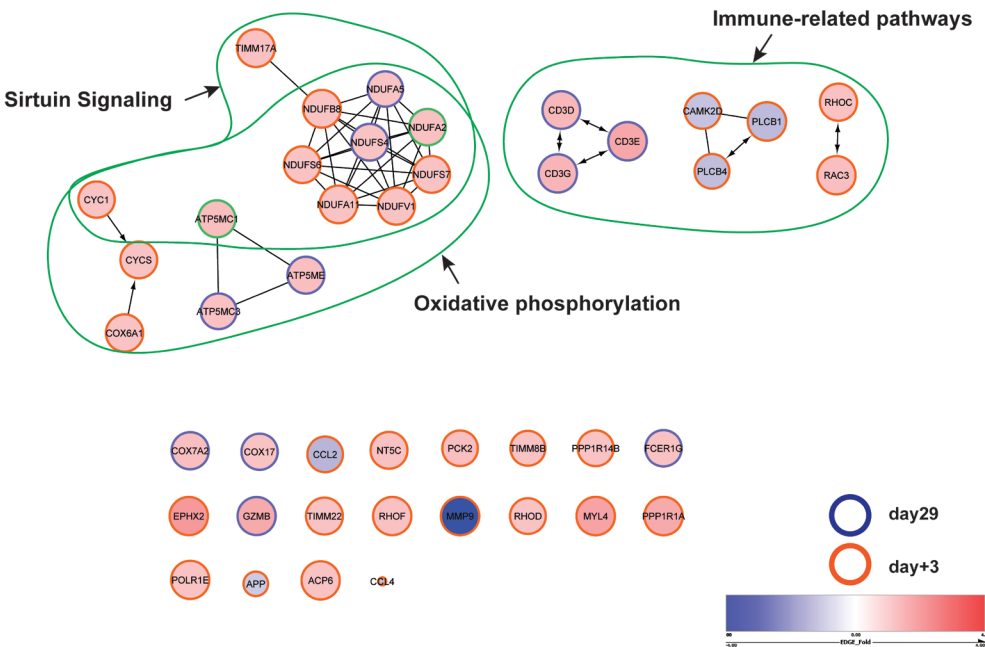 Immune-related pathways
Sirtuin Signaling
TIMM17A
NDUFA5
NDUFB8
NDUFA2
NDUFS4
NDUFS6
NDUFS7
NDUFA11
NDUFV1
CD3D
CD3E
CD3G
CAMK2D
PLCB1
PLCB4
RHOC
RAC3
CYC1
CYCS
COX6A1
ATP5MC1
ATP5ME
ATP5MC3
Oxidative phosphorylation
COX7A2 COX17 CCL2 NT5C PCK2 TIMM8B PPP1R14B FCER1G
EPHX2 GZMB TIMM22 RHOF MMP9 RHOD MYL4 PPP1R1A
POLR1E APP ACP6 CCL4
day29
day+3
0.00
EDGE_Fold